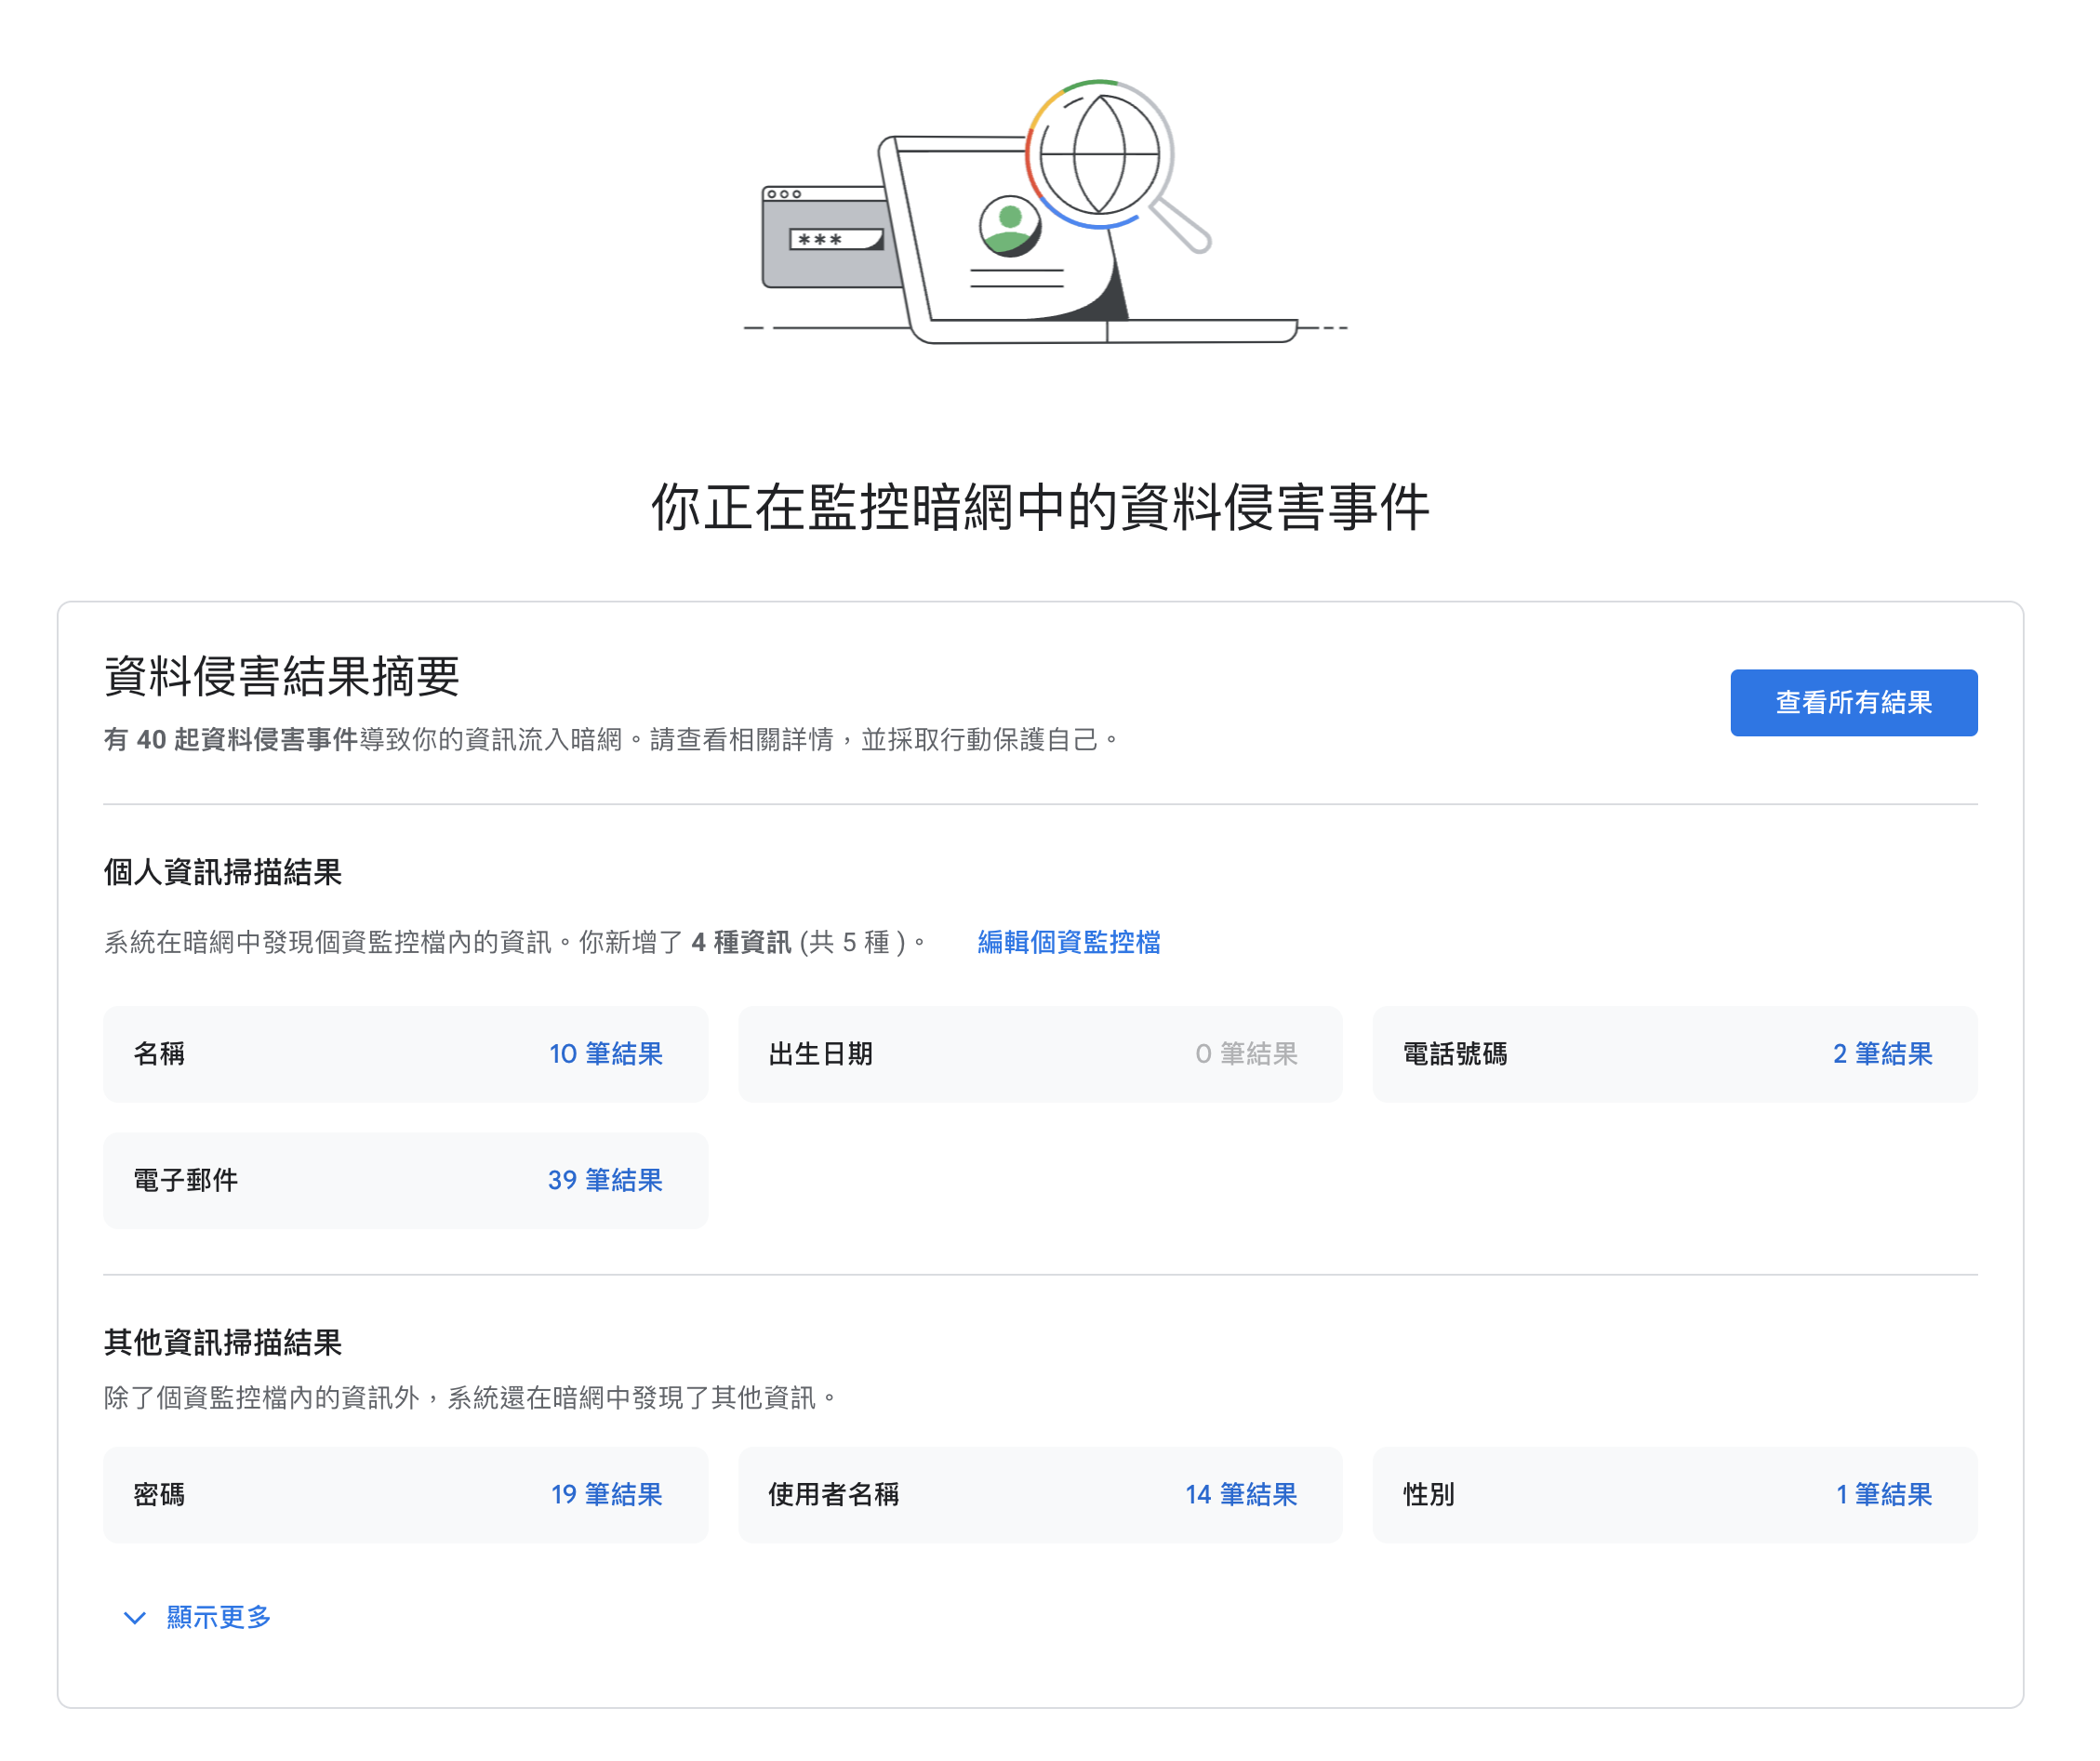 ***
你正在監控暗網中的資料侵害事件
資料侵害結果摘要
查看所有結果
有 40 起資料侵害事件導致你的資訊流入暗網。請查看相關詳情，並採取行動保護自己。
個人資訊掃描結果
系統在暗網中發現個資監控檔內的資訊。你新增了 4 種資訊 (共 5 種 )。 編輯個資監控檔
名稱 10 筆結果
出生日期 0 筆結果
電話號碼 2 筆結果
電子郵件 39 筆結果
其他資訊掃描結果
除了個資監控檔內的資訊外，系統還在暗網中發現了其他資訊。
密碼 19 筆結果
使用者名稱 14 筆結果
性別 1 筆結果
顯示更多